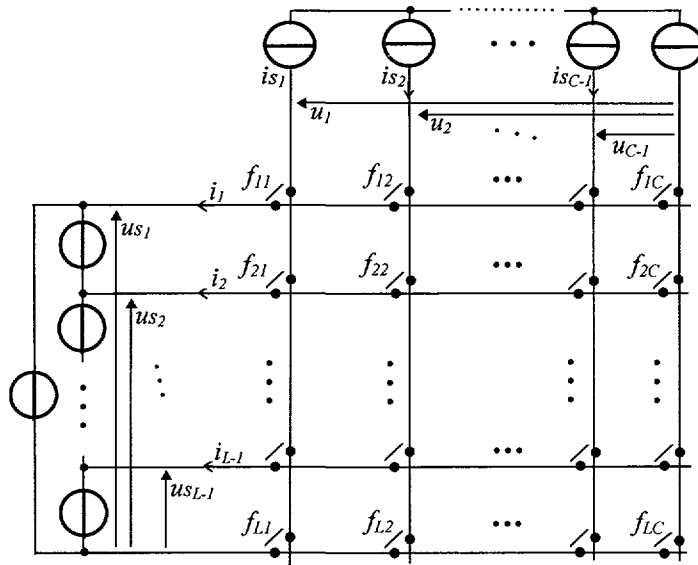 is1 is2 isC-1
u1 u2 uC-1
f11 f12 f1C
i1
us1
f21 f22 f2C
i2
us2
iL-1
usL-1
fL1 fL2 fLC